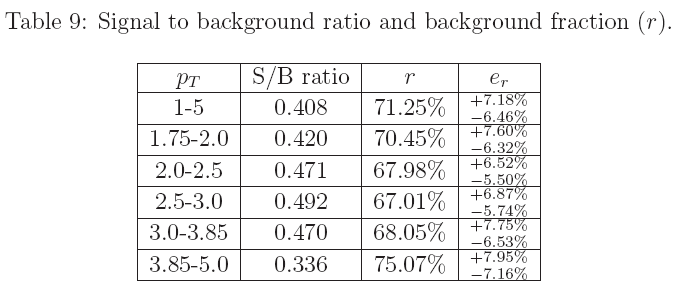 Table 9: Signal to background ratio and background fraction (r).
p_T S/B ratio r e_r
1-5 0.408 71.25% +7.18% −6.46%
1.75-2.0 0.420 70.45% +7.60% −6.32%
2.0-2.5 0.471 67.98% +6.52% −5.50%
2.5-3.0 0.492 67.01% +6.87% −5.74%
3.0-3.85 0.470 68.05% +7.75% −6.53%
3.85-5.0 0.336 75.07% +7.95% −7.16%